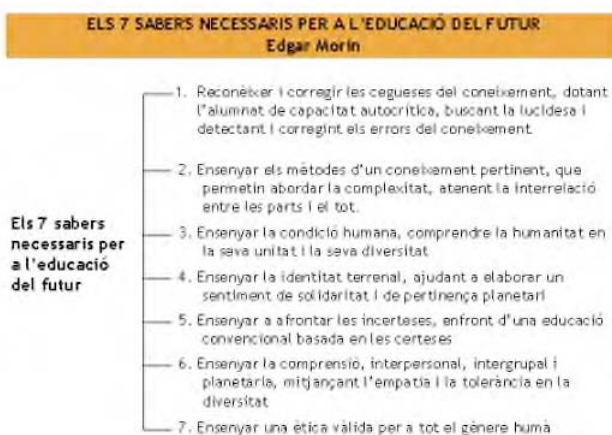 ELS 7 SABERS NECESSARIS PER A L'EDUCACIÓ DEL FUTUR
Edgar Morin
Els 7 sabers
necessaris per
a l'educació
del futur
1. Reconèixer i corregir les cegueses del coneixement, dotant
l'alumnat de capacitat autocrítica, buscant la lucidesa i
detectant i corregint els errors del coneixement
2. Ensenyar els mètodes d'un coneixement pertinent, que
permetin abordar la complexitat, atenent la interrelació
entre les parts i el tot.
3. Ensenyar la condició humana, comprendre la humanitat en
la seva unitat i la seva diversitat
4. Ensenyar la identitat terrenal, ajudant a elaborar un
sentiment de solidaritat i de pertinença planetari
5. Ensenyar a afrontar les incerteses, enfront d'una educació
convencional basada en les certeses
6. Ensenyar la comprensió, interpersonal, intergrupal i
planetaria, mitjançant l'empatia i la tolerància en la
diversitat
7. Ensenyar una ètica vàlida per a tot el gènere humà